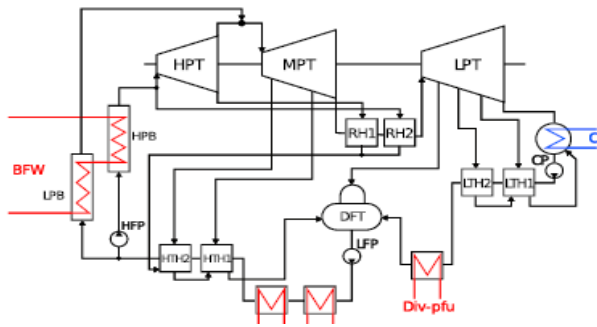 HPT
MPT
LPT
HPB
RH1
RH2
BFW
LPB
CP
C
LTH2
LTH1
HFP
DFT
LFP
HTH2
HTH1
Div-pfu